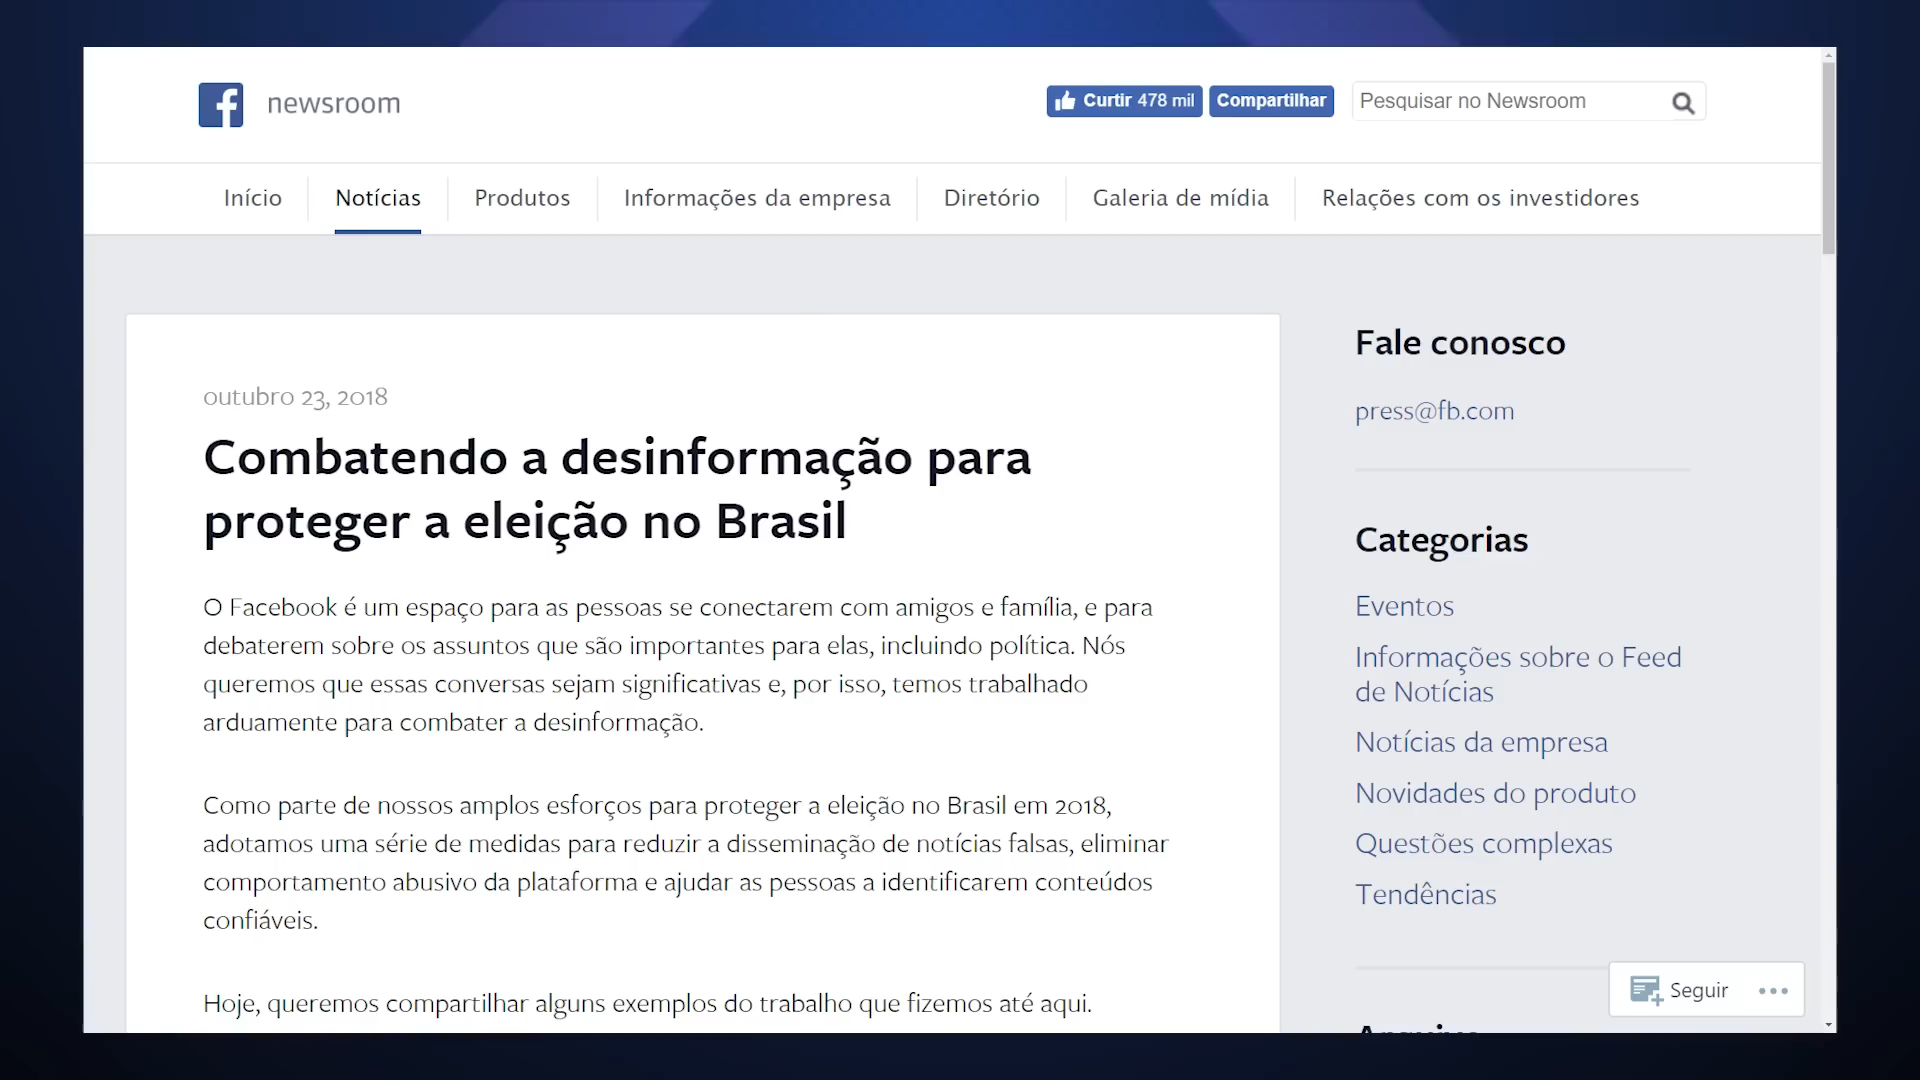 newsroom
Curtir 478 mil
Compartilhar
Pesquisar no Newsroom
Início
Notícias
Produtos
Informações da empresa
Diretório
Galeria de mídia
Relações com os investidores
outubro 23, 2018
Combatendo a desinformação para
proteger a eleição no Brasil
O Facebook é um espaço para as pessoas se conectarem com amigos e família, e para
debaterem sobre os assuntos que são importantes para elas, incluindo política. Nós
queremos que essas conversas sejam significativas e, por isso, temos trabalhado
arduamente para combater a desinformação.
Como parte de nossos amplos esforços para proteger a eleição no Brasil em 2018,
adotamos uma série de medidas para reduzir a disseminação de notícias falsas, eliminar
comportamento abusivo da plataforma e ajudar as pessoas a identificarem conteúdos
confiáveis.
Hoje, queremos compartilhar alguns exemplos do trabalho que fizemos até aqui.
Fale conosco
press@fb.com
Categorias
Eventos
Informações sobre o Feed
de Notícias
Notícias da empresa
Novidades do produto
Questões complexas
Tendências
Seguir